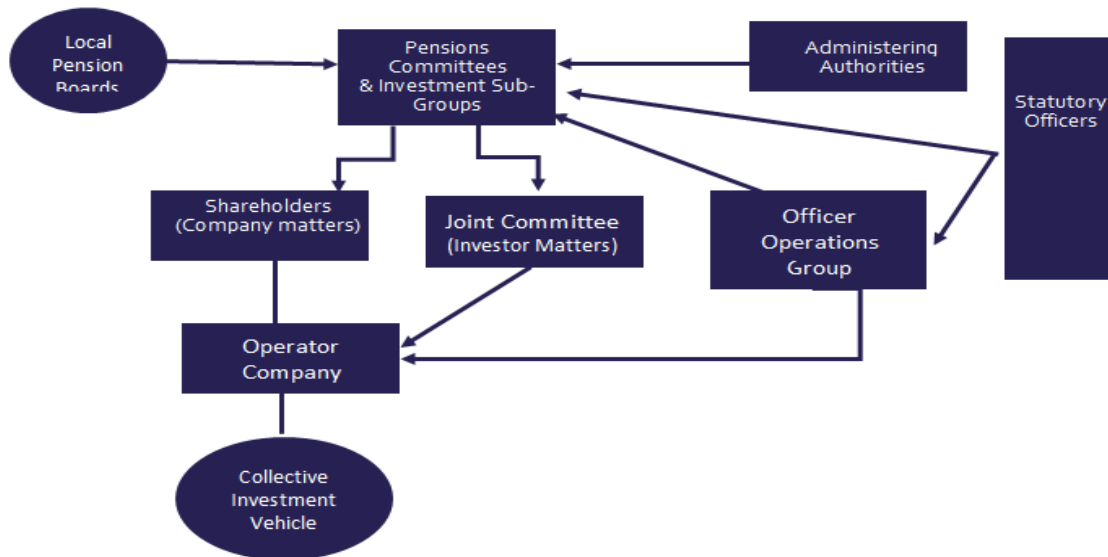 Local
Pension
Boards
Pensions
Committees
& Investment Sub-
Groups
Administering
Authorities
Statutory
Officers
Shareholders
(Company matters)
Joint Committee
(Investor Matters)
Officer
Operations
Group
Operator
Company
Collective
Investment
Vehicle